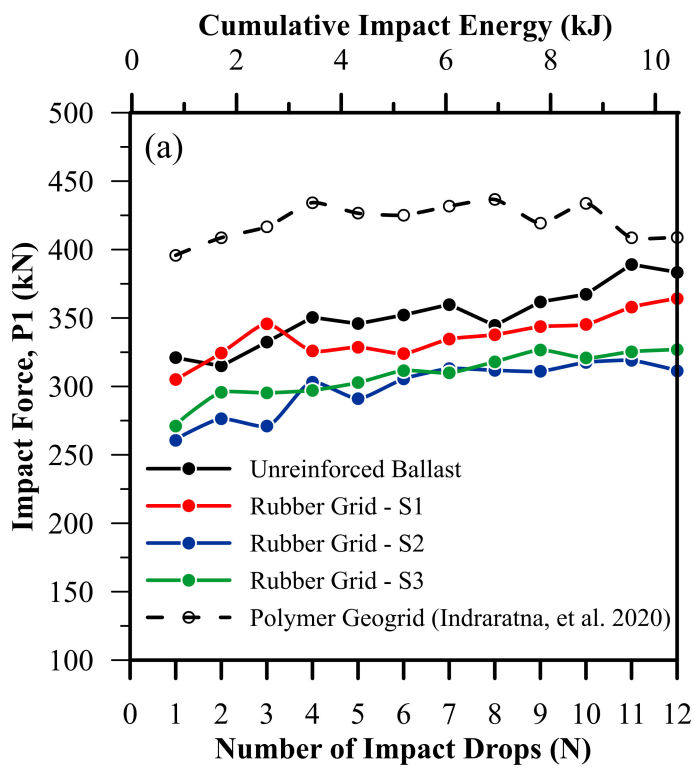 Cumulative Impact Energy (kJ)
0 2 4 6 8 10
(a)
Impact Force, P1 (kN)
500
450
400
350
300
250
200
150
100
Unreinforced Ballast
Rubber Grid - S1
Rubber Grid - S2
Rubber Grid - S3
Polymer Geogrid (Indraratna, et al. 2020)
0 1 2 3 4 5 6 7 8 9 10 11 12
Number of Impact Drops (N)